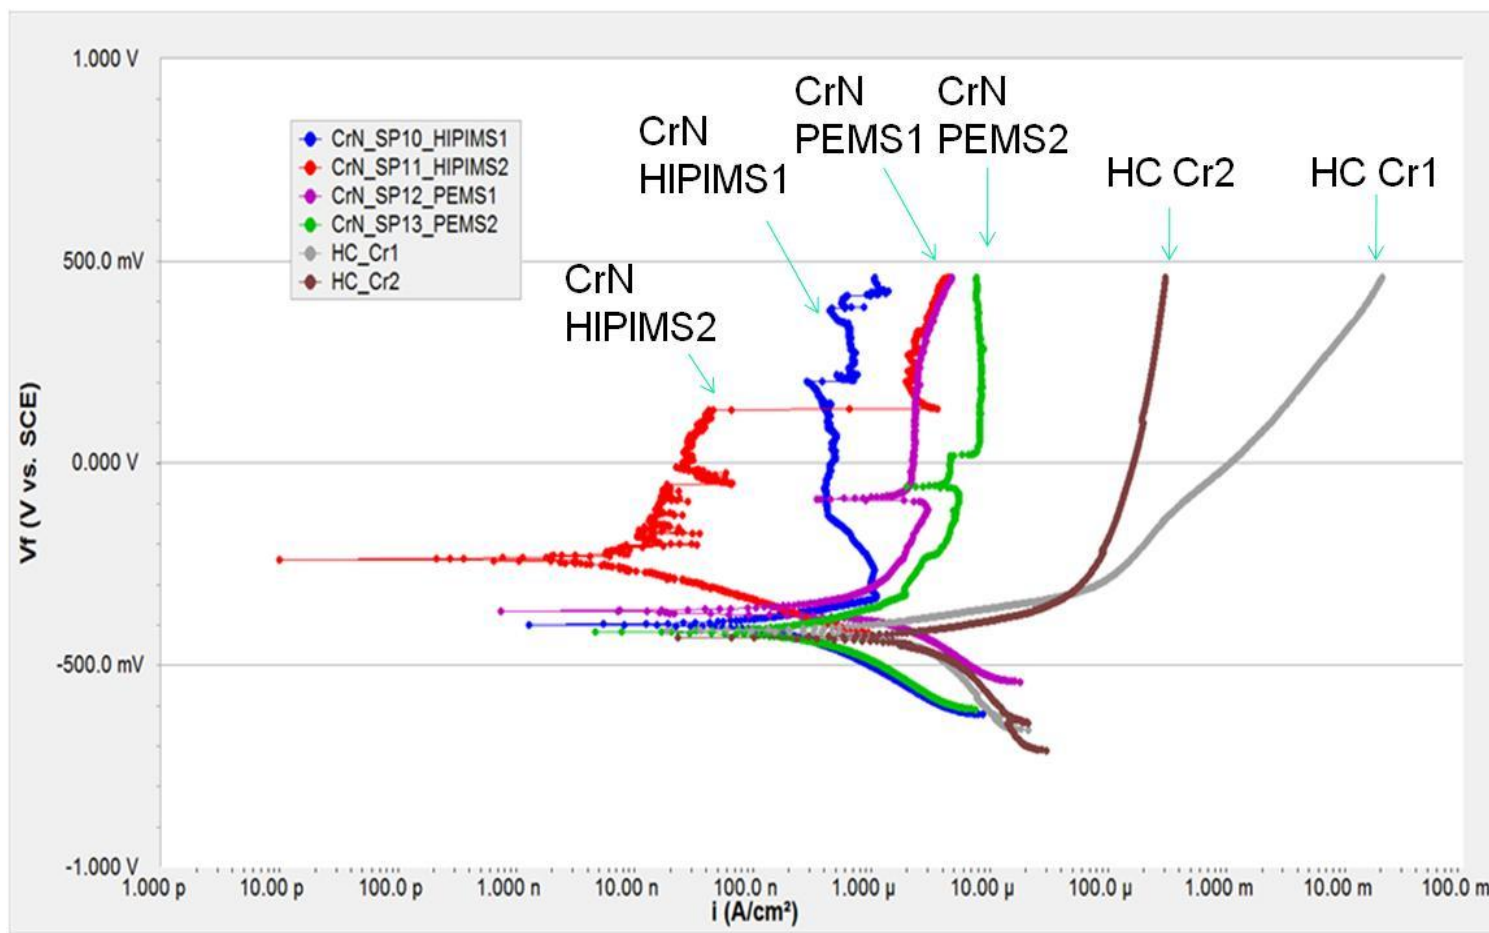 1.000 V
500.0 mV
0.000 V
-500.0 mV
-1.000 V
Vf (V vs. SCE)
CrN_SP10_HIPIMS1
CrN_SP11_HIPIMS2
CrN_SP12_PEMS1
CrN_SP13_PEMS2
HC_Cr1
HC_Cr2
CrN
HIPIMS2
CrN
HIPIMS1
CrN
PEMS1
CrN
PEMS2
HC Cr2
HC Cr1
1.000 p
10.00 p
100.0 p
1.000 n
10.00 n
100.0 n
1.000 µ
10.00 µ
100.0 µ
1.000 m
10.00 m
100.0 m
i (A/cm²)